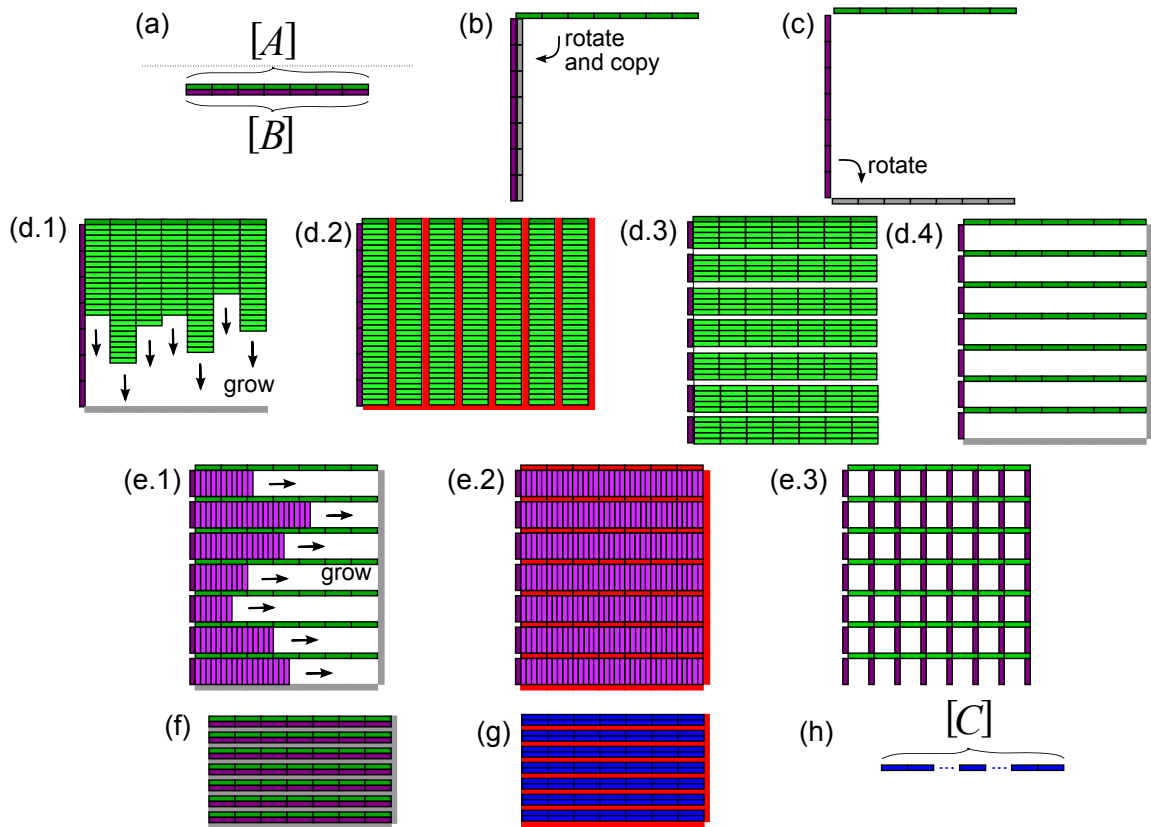 (a)
[A]
[B]
(b)
rotate
and copy
(c)
rotate
(d.1)
grow
(d.2)
(d.3)
(d.4)
(e.1)
grow
(e.2)
(e.3)
(f)
(g)
(h)
[C]